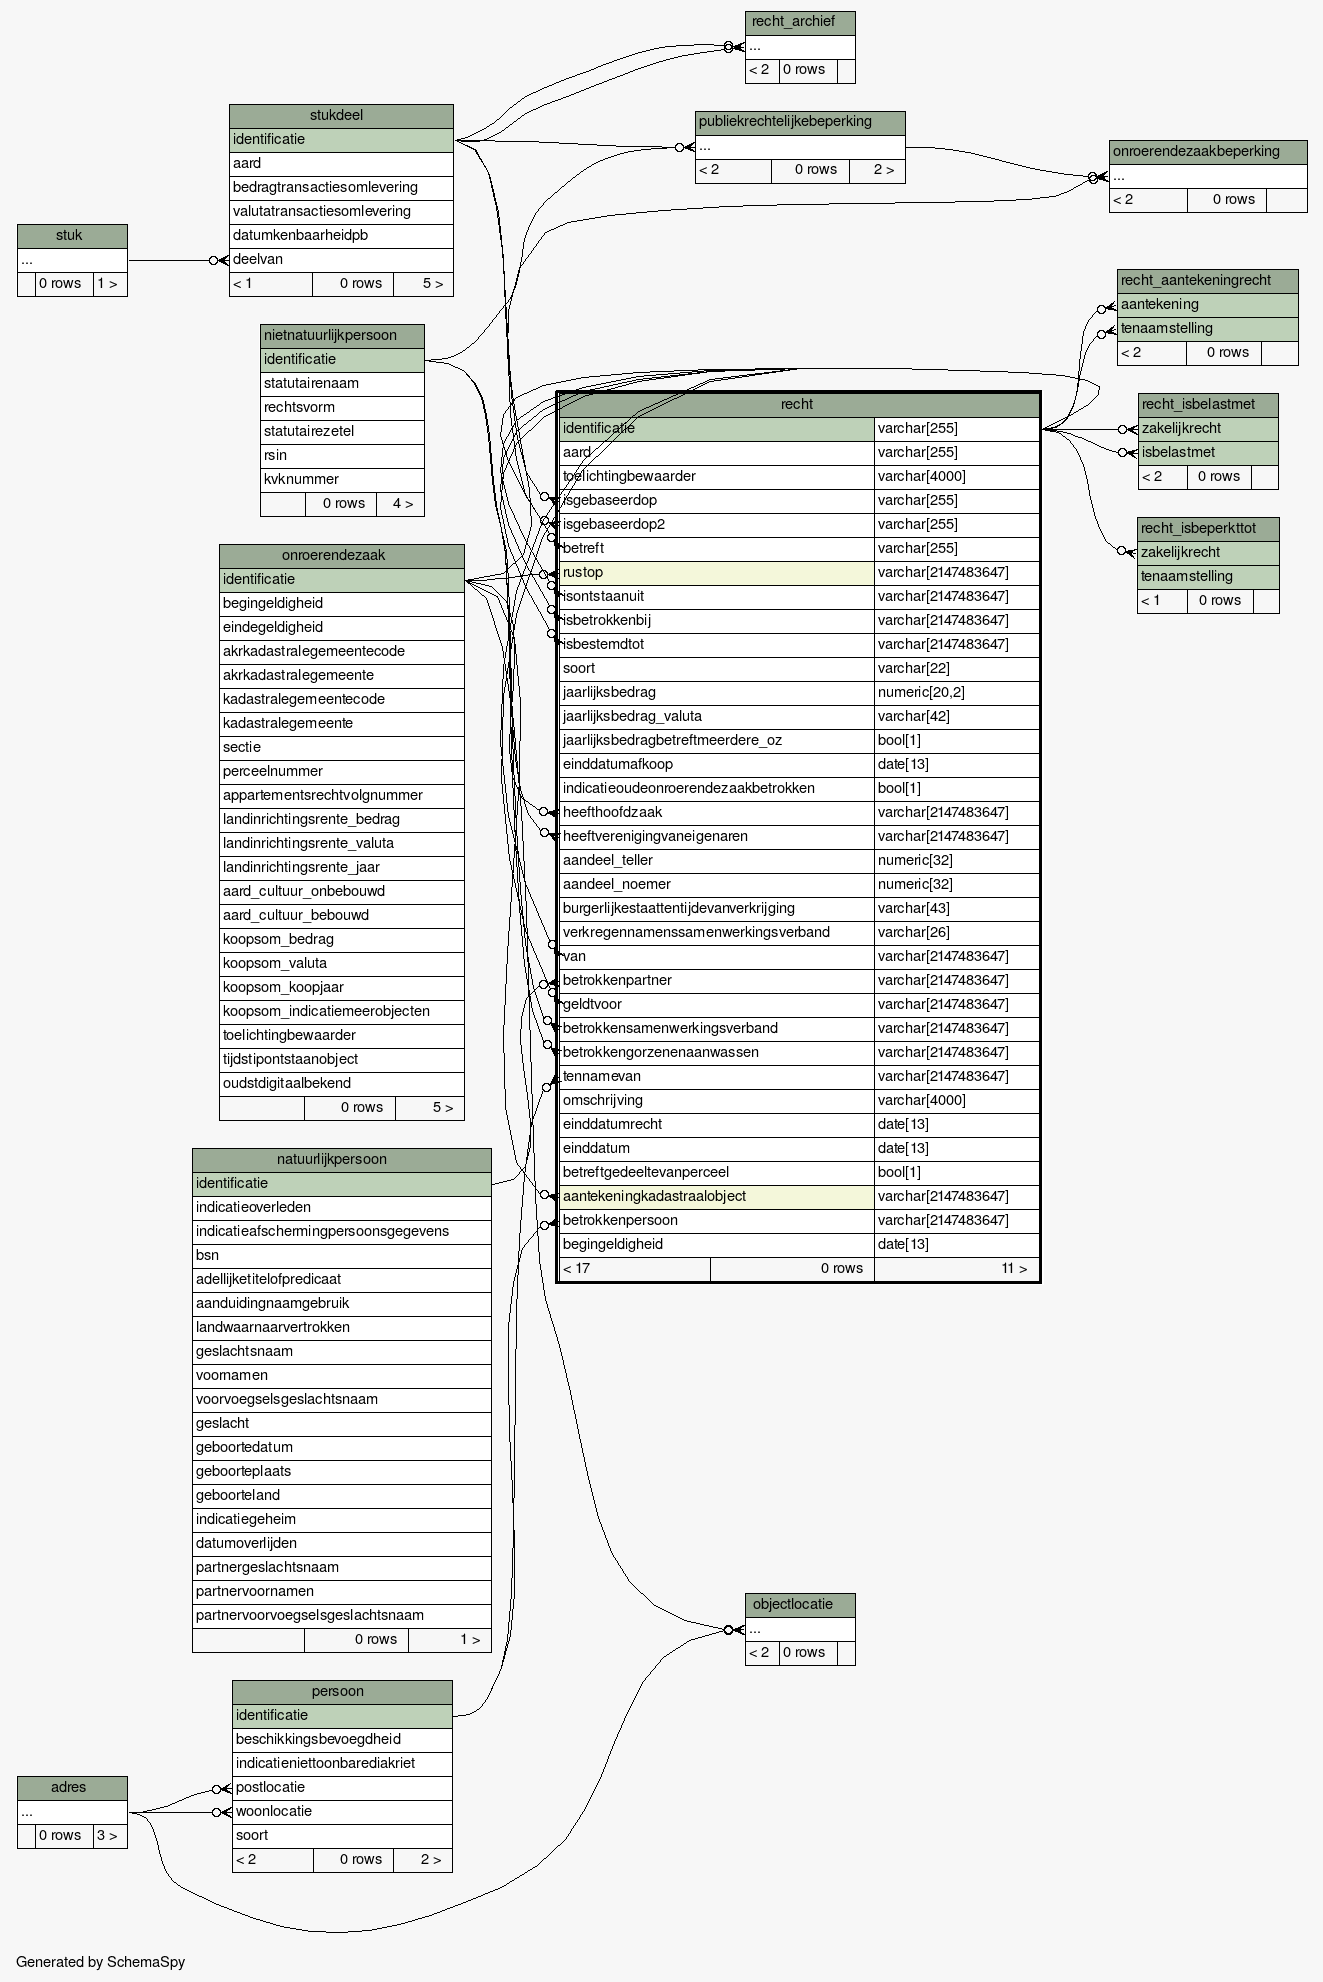 recht_archief
...
< 2 0 rows
stukdeel
identificatie
aard
bedragtransactiesomlevering
valutatransactiesomlevering
datumkenbaarheidpb
deelvan
< 1 0 rows 5 >
publiekrechtelijkebeperking
...
< 2 0 rows 2 >
onroerendezaakbeperking
...
< 2 0 rows
stuk
...
0 rows 1 >
recht_aantekeningrecht
aantekening
tenaamstelling
< 2 0 rows
nietnatuurlijkpersoon
identificatie
statutairenaam
rechtsvorm
statutairezetel
rsin
kvknummer
0 rows 4 >
recht
identificatie varchar[255]
aard varchar[255]
toelichtingbewaarder varchar[4000]
isgebaseerdop varchar[255]
isgebaseerdop2 varchar[255]
betreft varchar[255]
rustop varchar[2147483647]
isontstaanuit varchar[2147483647]
isbetrokkenbij varchar[2147483647]
isbestemdtot varchar[2147483647]
soort varchar[22]
jaarlijksbedrag numeric[20,2]
jaarlijksbedrag_valuta varchar[42]
jaarlijksbedragbetreftmeerdere_oz bool[1]
einddatumafkoop date[13]
indicatieoudeonroerendezaakbetrokken bool[1]
heefthoofdzaak varchar[2147483647]
heeftverenigingvaneigenaren varchar[2147483647]
aandeel_teller numeric[32]
aandeel_noemer numeric[32]
burgerlijkestaattentijdevanverkrijging varchar[43]
verkregennamenssamenwerkingsverband varchar[26]
van varchar[2147483647]
betrokkenpartner varchar[2147483647]
geldtvoor varchar[2147483647]
betrokkensamenwerkingsverband varchar[2147483647]
betrokkengorzenenaanwassen varchar[2147483647]
tennamevan varchar[2147483647]
omschrijving varchar[4000]
einddatumrecht date[13]
einddatum date[13]
betreftgedeeltevanperceel bool[1]
aantekeningkadastraalobject varchar[2147483647]
betrokkenpersoon varchar[2147483647]
begingeldigheid date[13]
< 17 0 rows 11 >
recht_isbelastmet
zakelijkrecht
isbelastmet
< 2 0 rows
recht_isbeperkttot
zakelijkrecht
tenaamstelling
< 1 0 rows
onroerendezaak
identificatie
begingeldigheid
eindegeldigheid
akrkadastralegemeentecode
akrkadastralegemeente
kadastralegemeentecode
kadastralegemeente
sectie
perceelnummer
appartementsrechtvolgnummer
landinrichtingsrente_bedrag
landinrichtingsrente_valuta
landinrichtingsrente_jaar
aard_cultuur_onbebouwd
aard_cultuur_bebouwd
koopsom_bedrag
koopsom_valuta
koopsom_koopjaar
koopsom_indicatiemeerobjecten
toelichtingbewaarder
tijdstipontstaanobject
oudstdigitaalbekend
0 rows 5 >
natuurlijkpersoon
identificatie
indicatieoverleden
indicatieafschermingpersoonsgegevens
bsn
adellijketitelofpredicaat
aanduidingnaamgebruik
landwaarnaarvertrokken
geslachtsnaam
voornamen
voorvoegselsgeslachtsnaam
geslacht
geboortedatum
geboorteplaats
geboorteland
indicatiegeheim
datumoverlijden
partnergeslachtsnaam
partnervoornamen
partnervoorvoegselsgeslachtsnaam
0 rows 1 >
objectlocatie
...
< 2 0 rows
persoon
identificatie
beschikkingsbevoegdheid
indicatieniettoonbarediakriet
postlocatie
woonlocatie
soort
< 2 0 rows 2 >
adres
...
0 rows 3 >
Generated by SchemaSpy